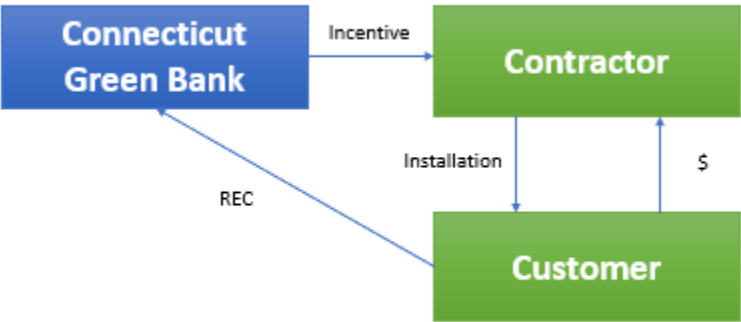 Connecticut
Green Bank
Incentive
Contractor
Installation
$
REC
Customer